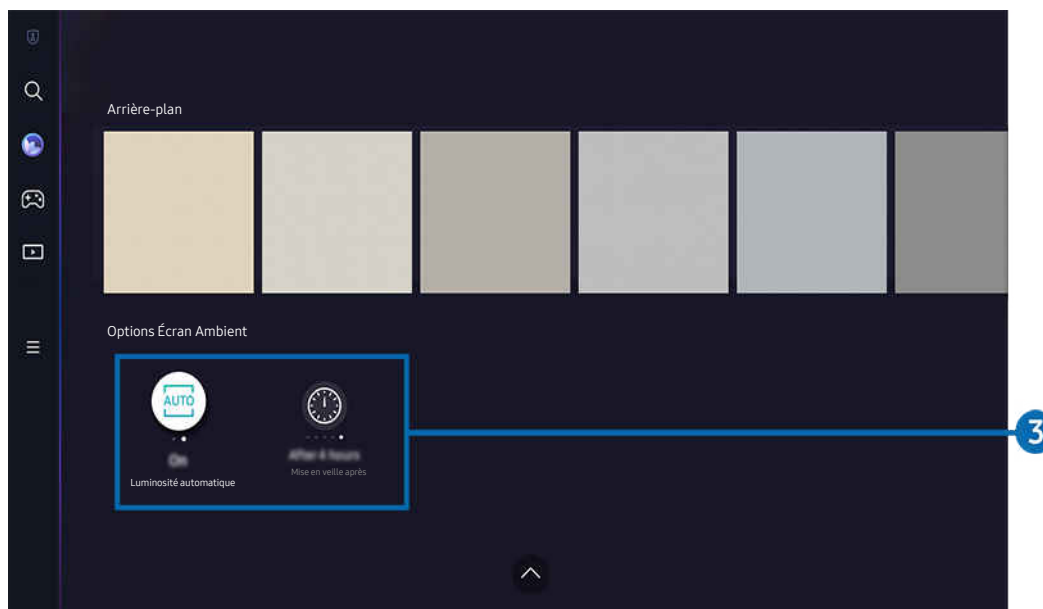 Arrière-plan
Options Écran Ambient
AUTO
On
After 4 hours
Luminosité automatique
Mise en veille après
3